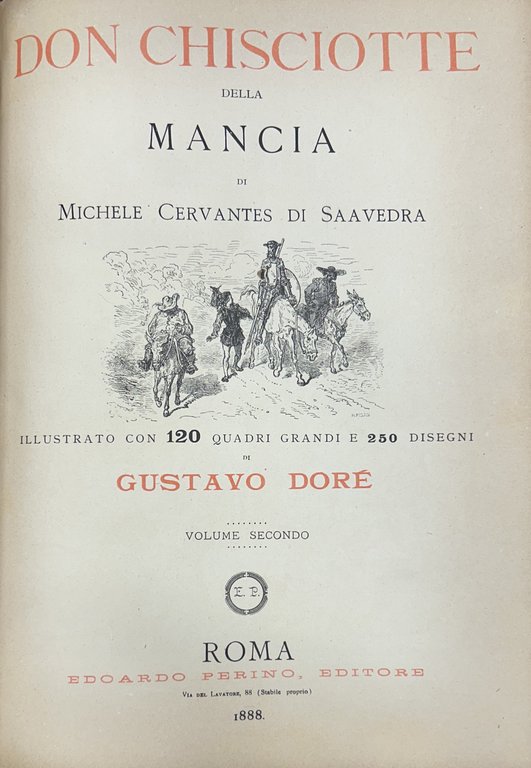 DON CHISCIOTTE
DELLA
MANCIA
DI
MICHELE CERVANTES DI SAAVEDRA
ILLUSTRATO CON 120 QUADRI GRANDI E 250 DISEGNI
DI
GUSTAVO DORÉ
VOLUME SECONDO
E. P.
ROMA
EDOARDO PERINO, EDITORE
VIA DEL LAVATORE, 88 (Stabile proprio)
1888.